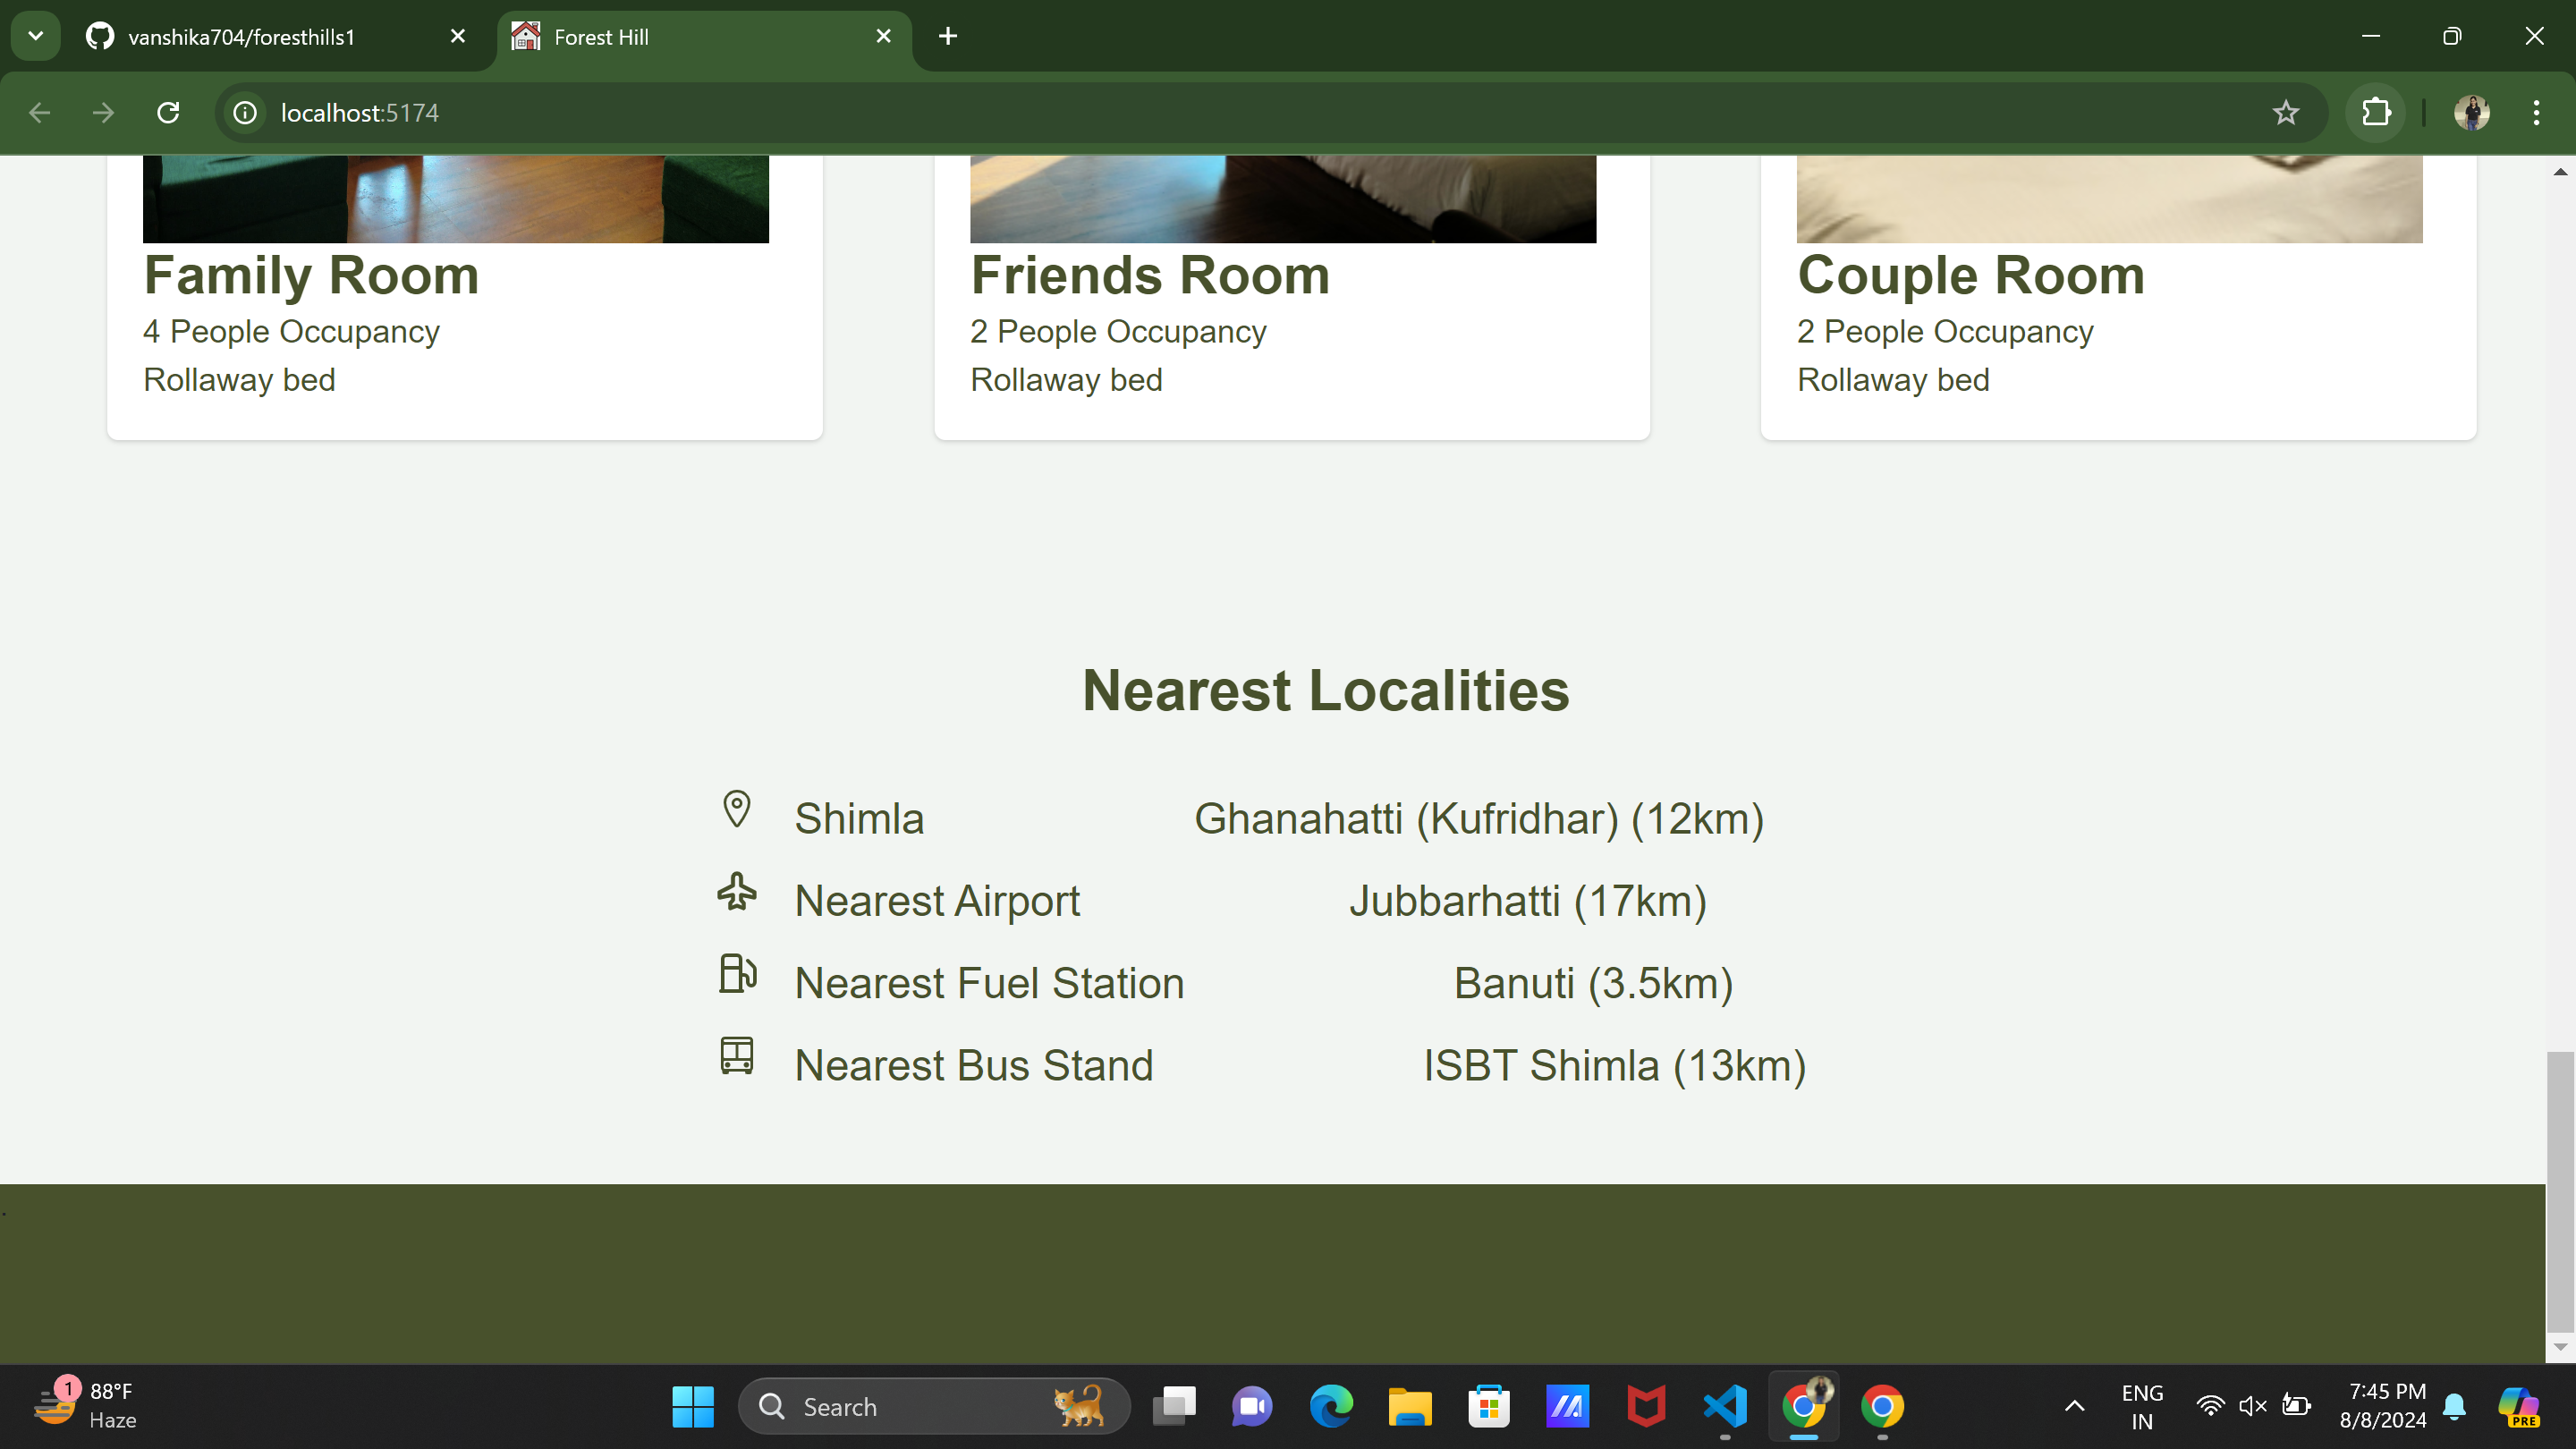 vanshika704/foresthills1
Forest Hill
localhost:5174
Family Room
4 People Occupancy
Rollaway bed
Friends Room
2 People Occupancy
Rollaway bed
Couple Room
2 People Occupancy
Rollaway bed
Nearest Localities
Shimla Ghanahatti (Kufridhar) (12km)
Nearest Airport Jubbarhatti (17km)
Nearest Fuel Station Banuti (3.5km)
Nearest Bus Stand ISBT Shimla (13km)
.
1
88°F
Haze
Search
ENG
IN
7:45 PM
8/8/2024
PRE